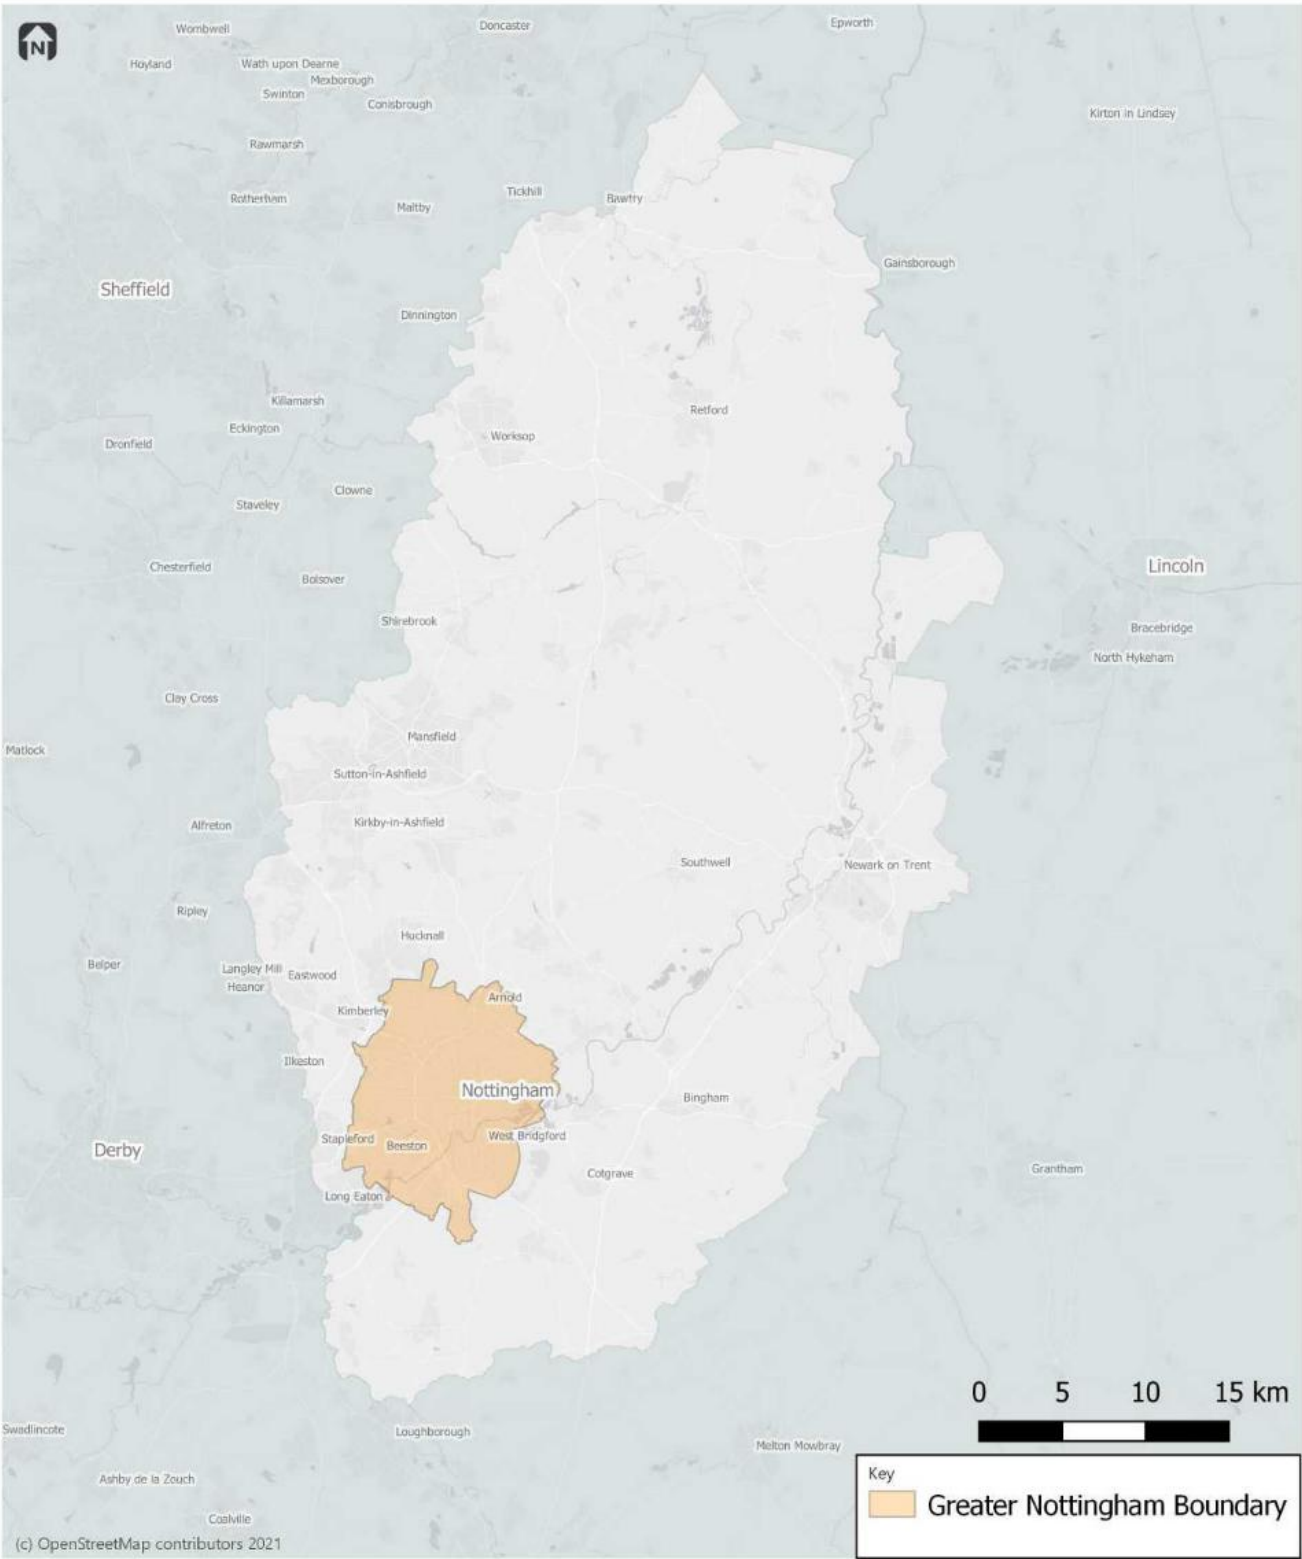 Wombwell
Doncaster
Epworth
N
Hoyland
Wath upon Dearne
Mexborough
Swinton
Conisbrough
Kirton in Lindsey
Rawmarsh
Rotherham
Maltby
Tickhill
Bawtry
Gainsborough
Sheffield
Dinnington
Killamarsh
Eckington
Dronfield
Retford
Worksop
Clowne
Staveley
Chesterfield
Bolsover
Lincoln
Shirebrook
Bracebridge
North Hykeham
Clay Cross
Matlock
Mansfield
Sutton-in-Ashfield
Alfreton
Kirkby-in-Ashfield
Southwell
Newark on Trent
Ripley
Hucknall
Belper
Langley Mill
Eastwood
Heanor
Arnold
Kimberley
Ilkeston
Nottingham
Bingham
Stapleford
Beeston
West Bridgford
Derby
Cotgrave
Grantham
Long Eaton
0 5 10 15 km
Swadlincote
Loughborough
Melton Mowbray
Ashby de la Zouch
Coalville
Key
Greater Nottingham Boundary
(c) OpenStreetMap contributors 2021